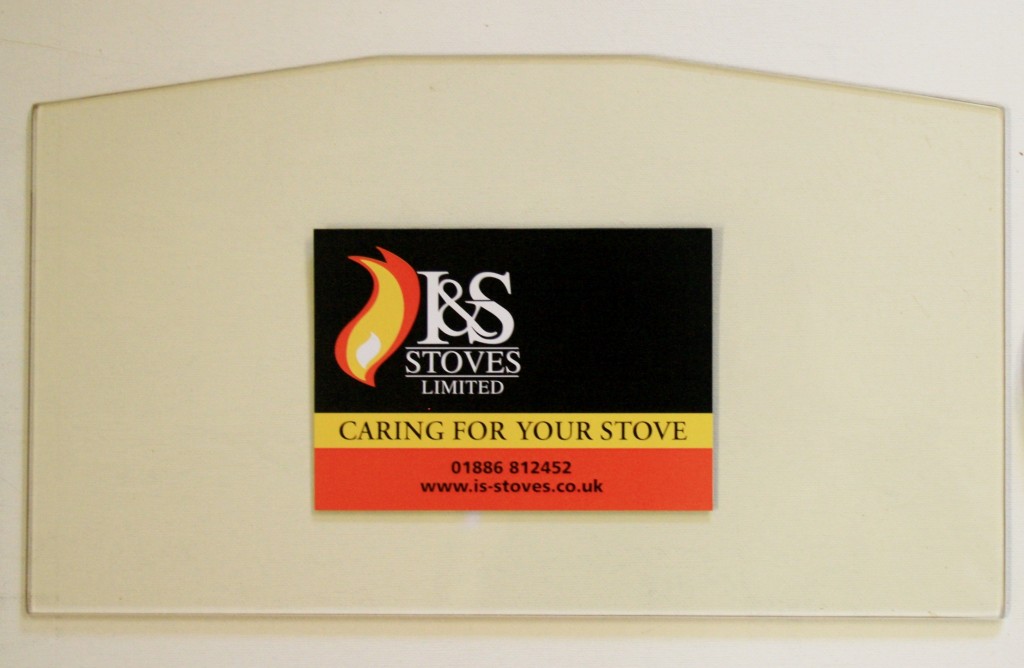 I&S
STOVES
LIMITED
CARING FOR YOUR STOVE
01886 812452
www.is-stoves.co.uk